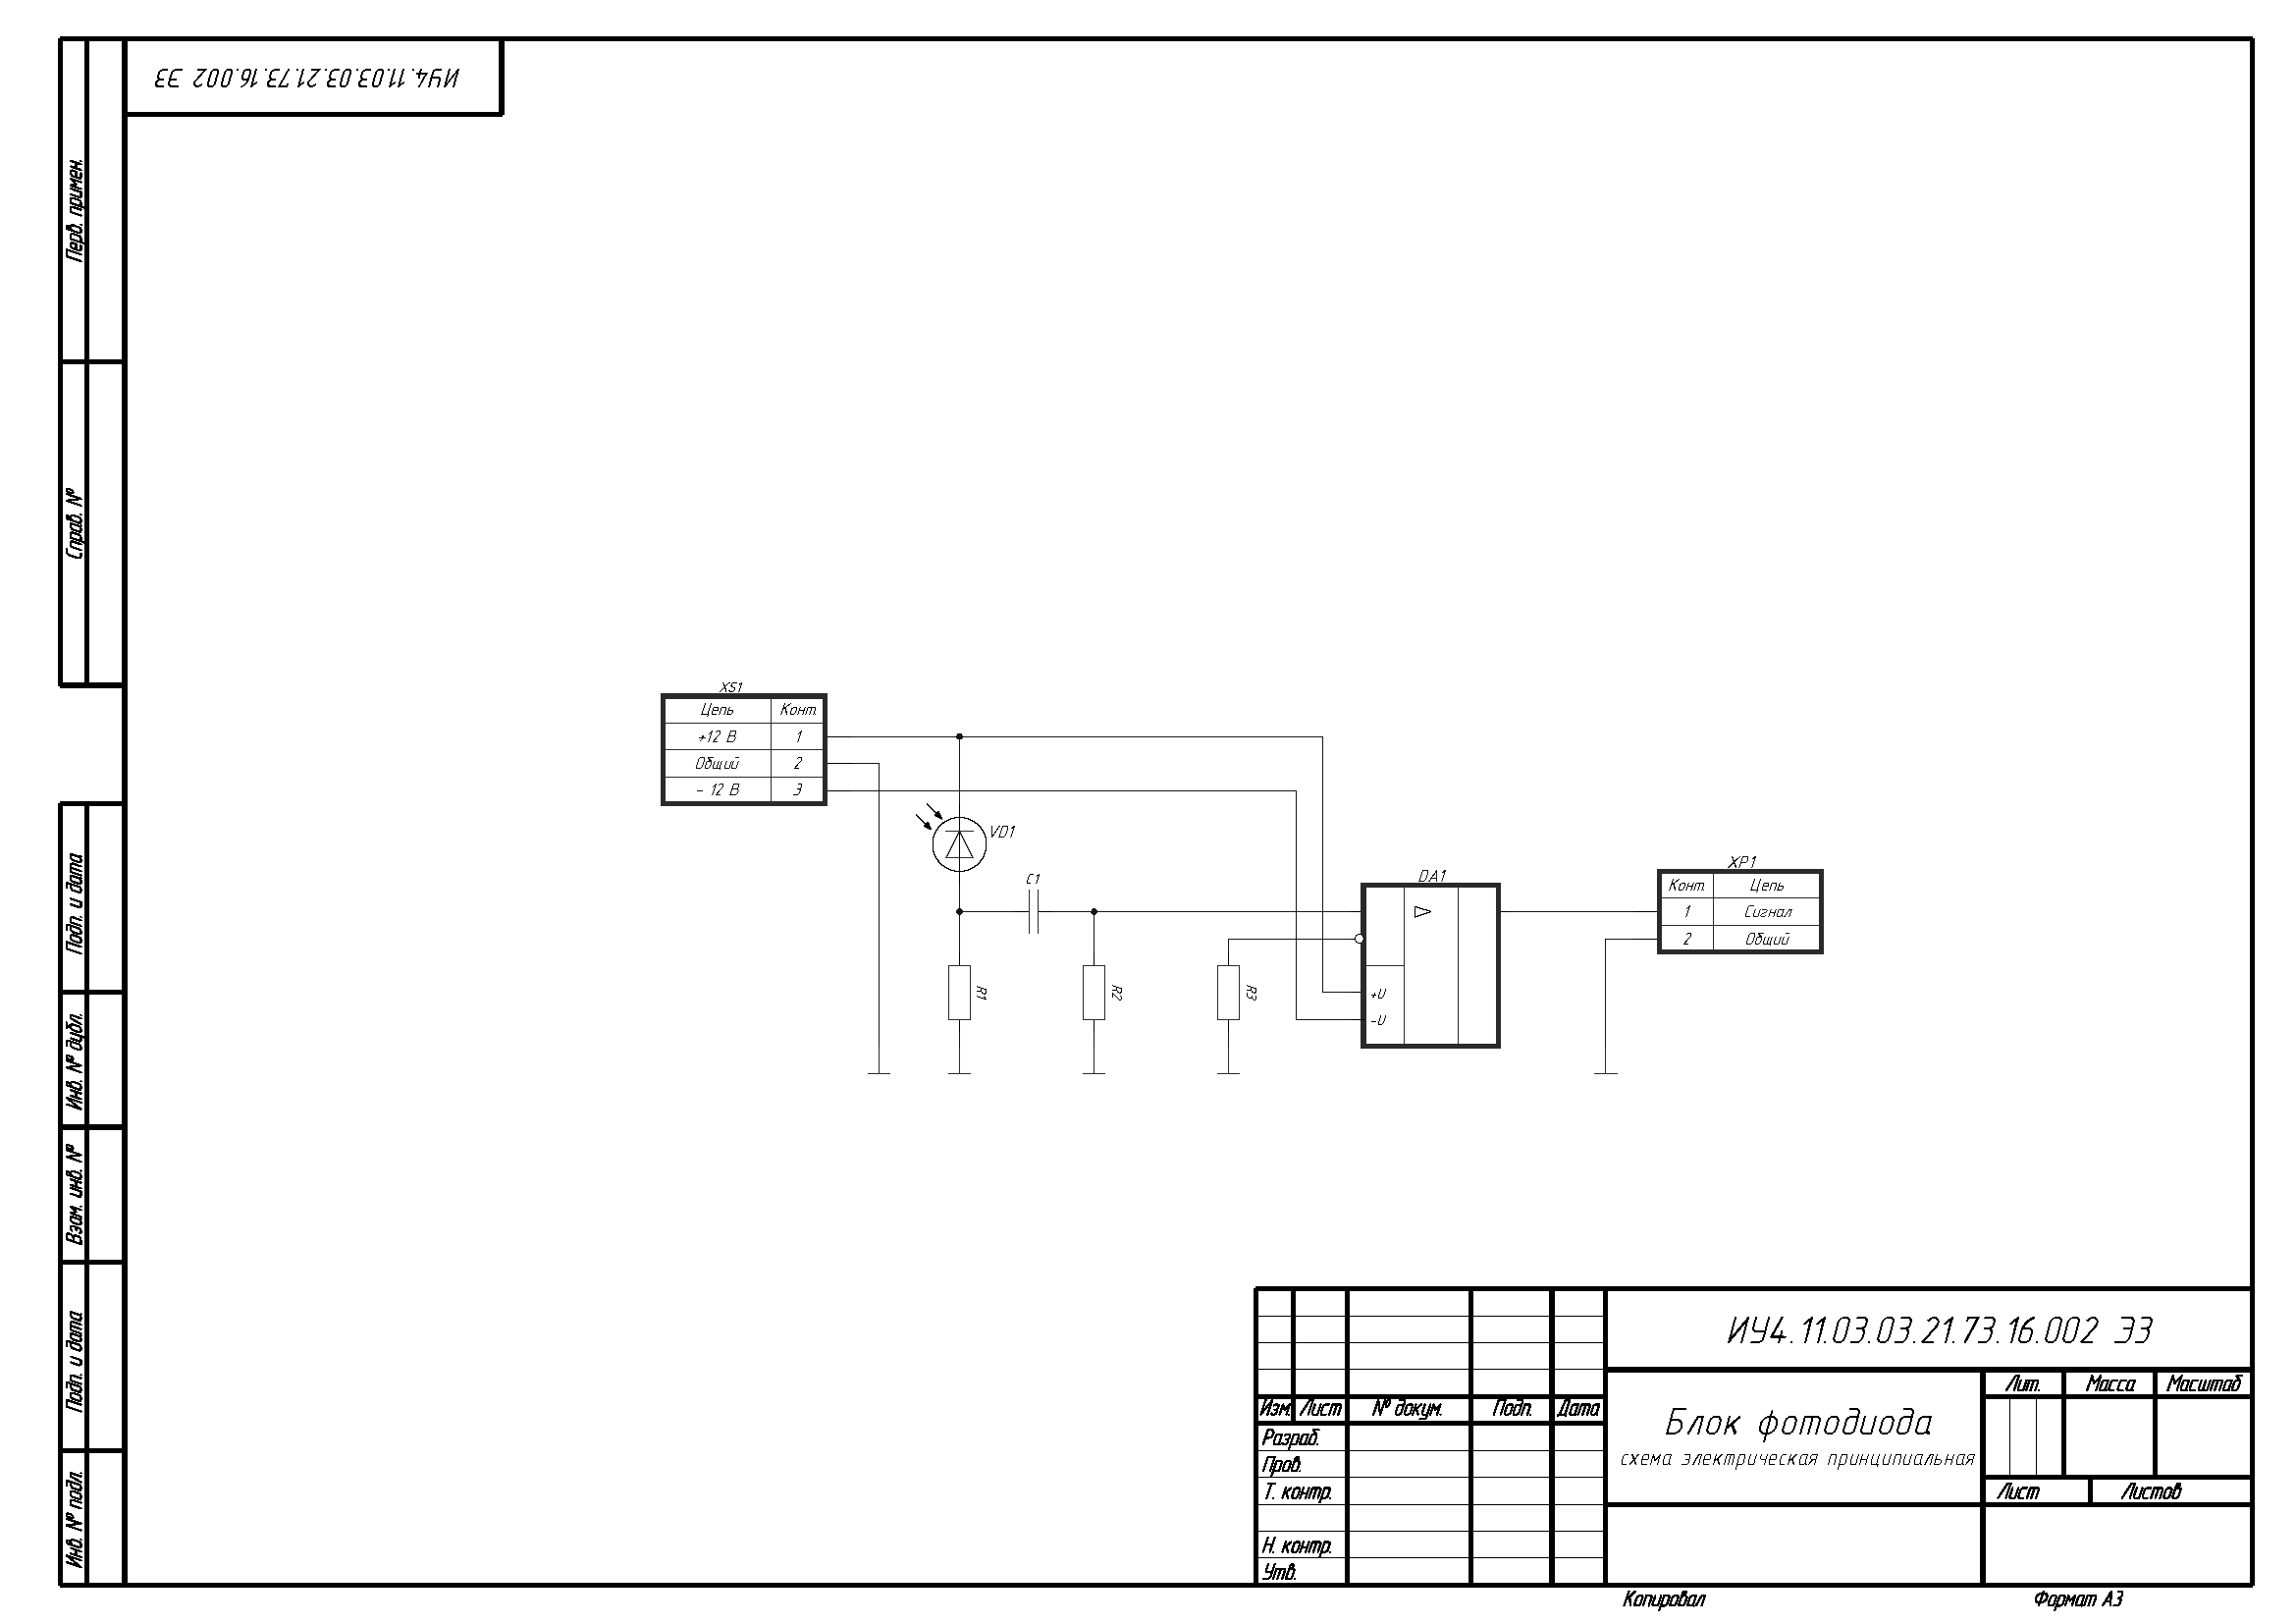 ИУ4.11.03.03.21.73.16.002 ЭЗ
Перв. примен.
Справ. №
Подп. и дата
Инв. № дубл.
Взам. инв. №
Подп. и дата
Инв. № подл.
XS1
Цепь Конт.
+12 В 1
Общий 2
- 12 В 3
VD1
C1
R1
R2
R3
DA1
+U
-U
XP1
Конт. Цепь
1 Сигнал
2 Общий
ИУ4.11.03.03.21.73.16.002 ЭЗ
Изм. Лист № докум. Подп. Дата
Разраб.
Пров.
Т. контр.
Н. контр.
Утв.
Блок фотодиода
схема электрическая принципиальная
Лит. Масса Масштаб
Лист Листов
Копировал Формат А3